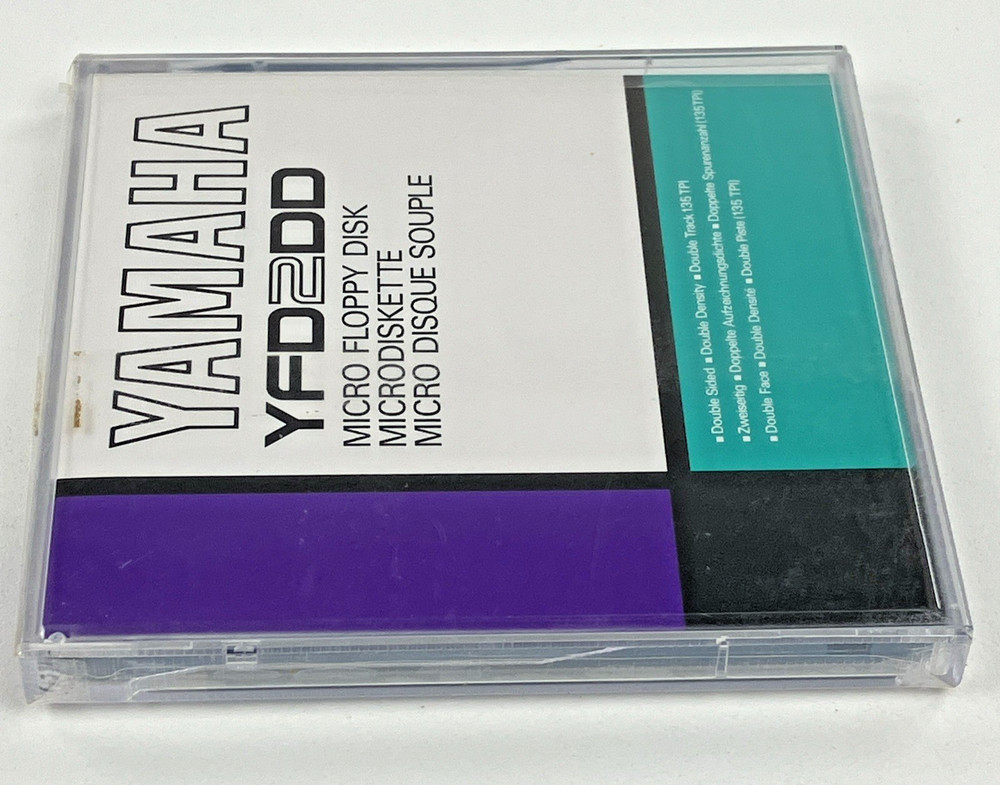 YAMAHA
YFD2DD
MICRO FLOPPY DISK
MICRODISKETTE
MICRO DISQUE SOUPLE
■ Double Sided ■ Double Density ■ Double Track 135 TPI
■ Zweiseitig ■ Doppelte Aufzeichnungsdichte ■ Doppelte Spurenanzahl (135 TPI)
■ Double Face ■ Double Densité ■ Double Piste (135 TPI)